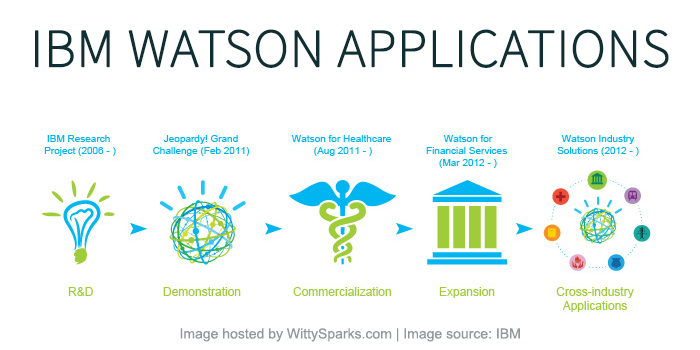 IBM WATSON APPLICATIONS
IBM Research
Project (2006 - )
Jeopardy! Grand
Challenge (Feb 2011)
Watson for Healthcare
(Aug 2011 - )
Watson for
Financial Services
(Mar 2012 - )
Watson Industry
Solutions (2012 - )
R&D
Demonstration
Commercialization
Expansion
Cross-industry
Applications
Image hosted by WittySparks.com | Image source: IBM